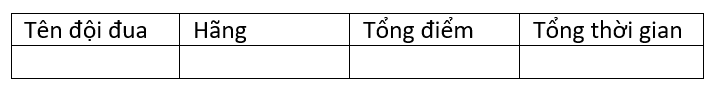 Tên đội đua Hãng Tổng điểm Tổng thời gian